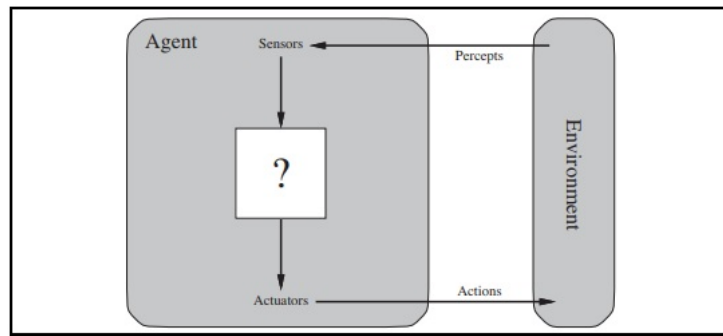 Agent
Sensors
Percepts
?
Environment
Actuators
Actions